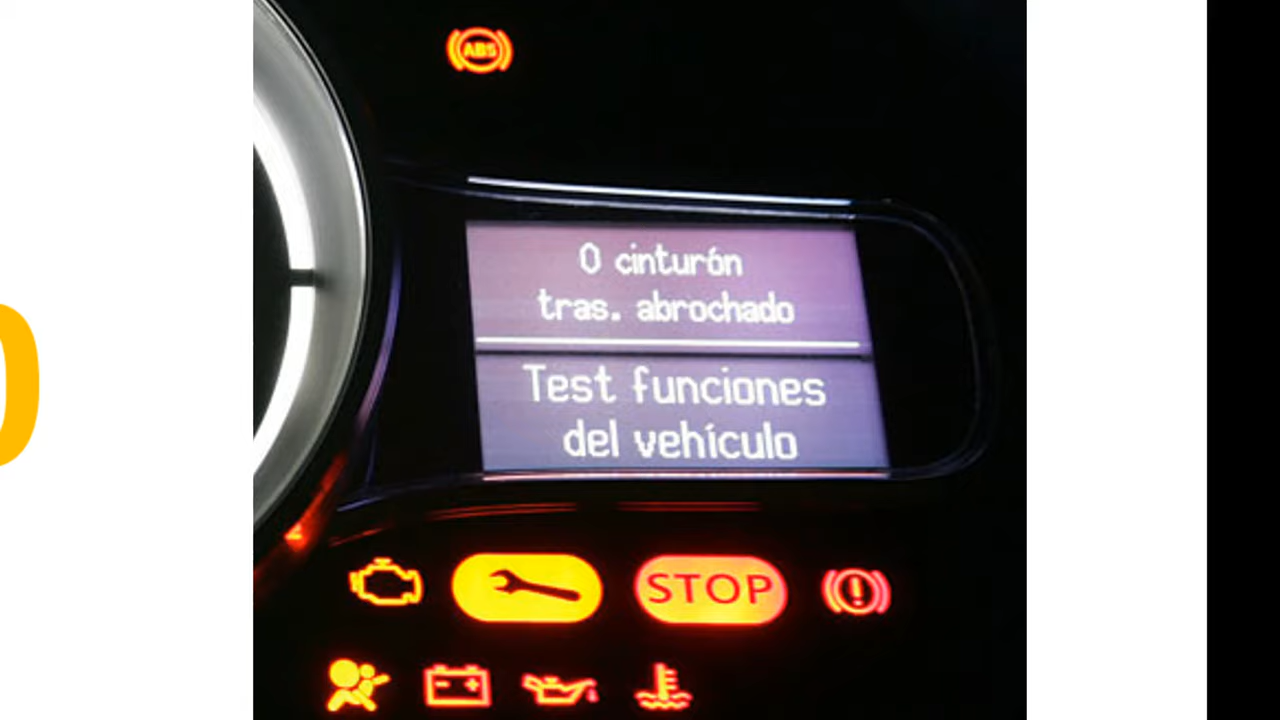 ABS
0 cinturón
tras. abrochado
Test funciones
del vehículo
STOP